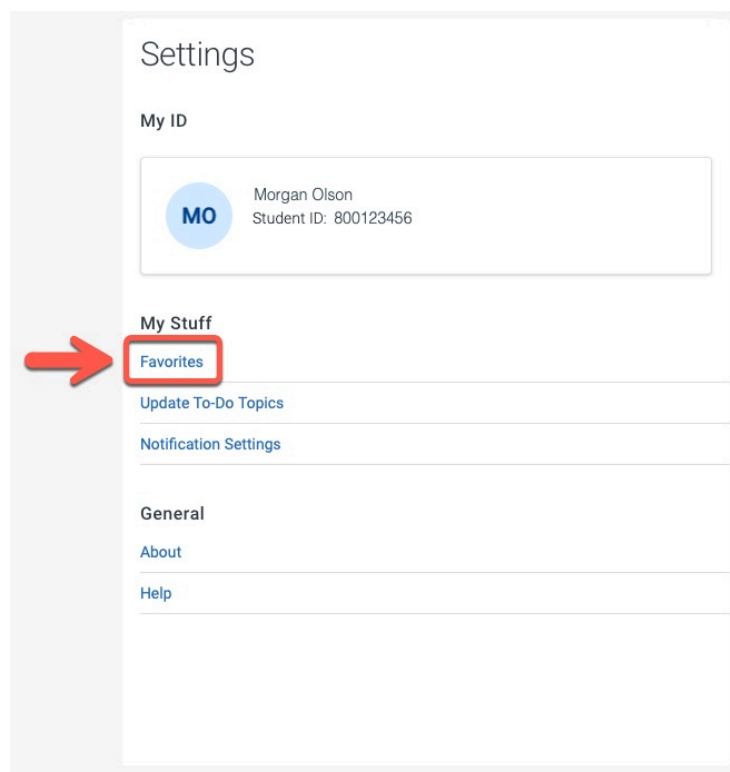 Settings
My ID
MO
Morgan Olson
Student ID: 800123456
My Stuff
Favorites
Update To-Do Topics
Notification Settings
General
About
Help